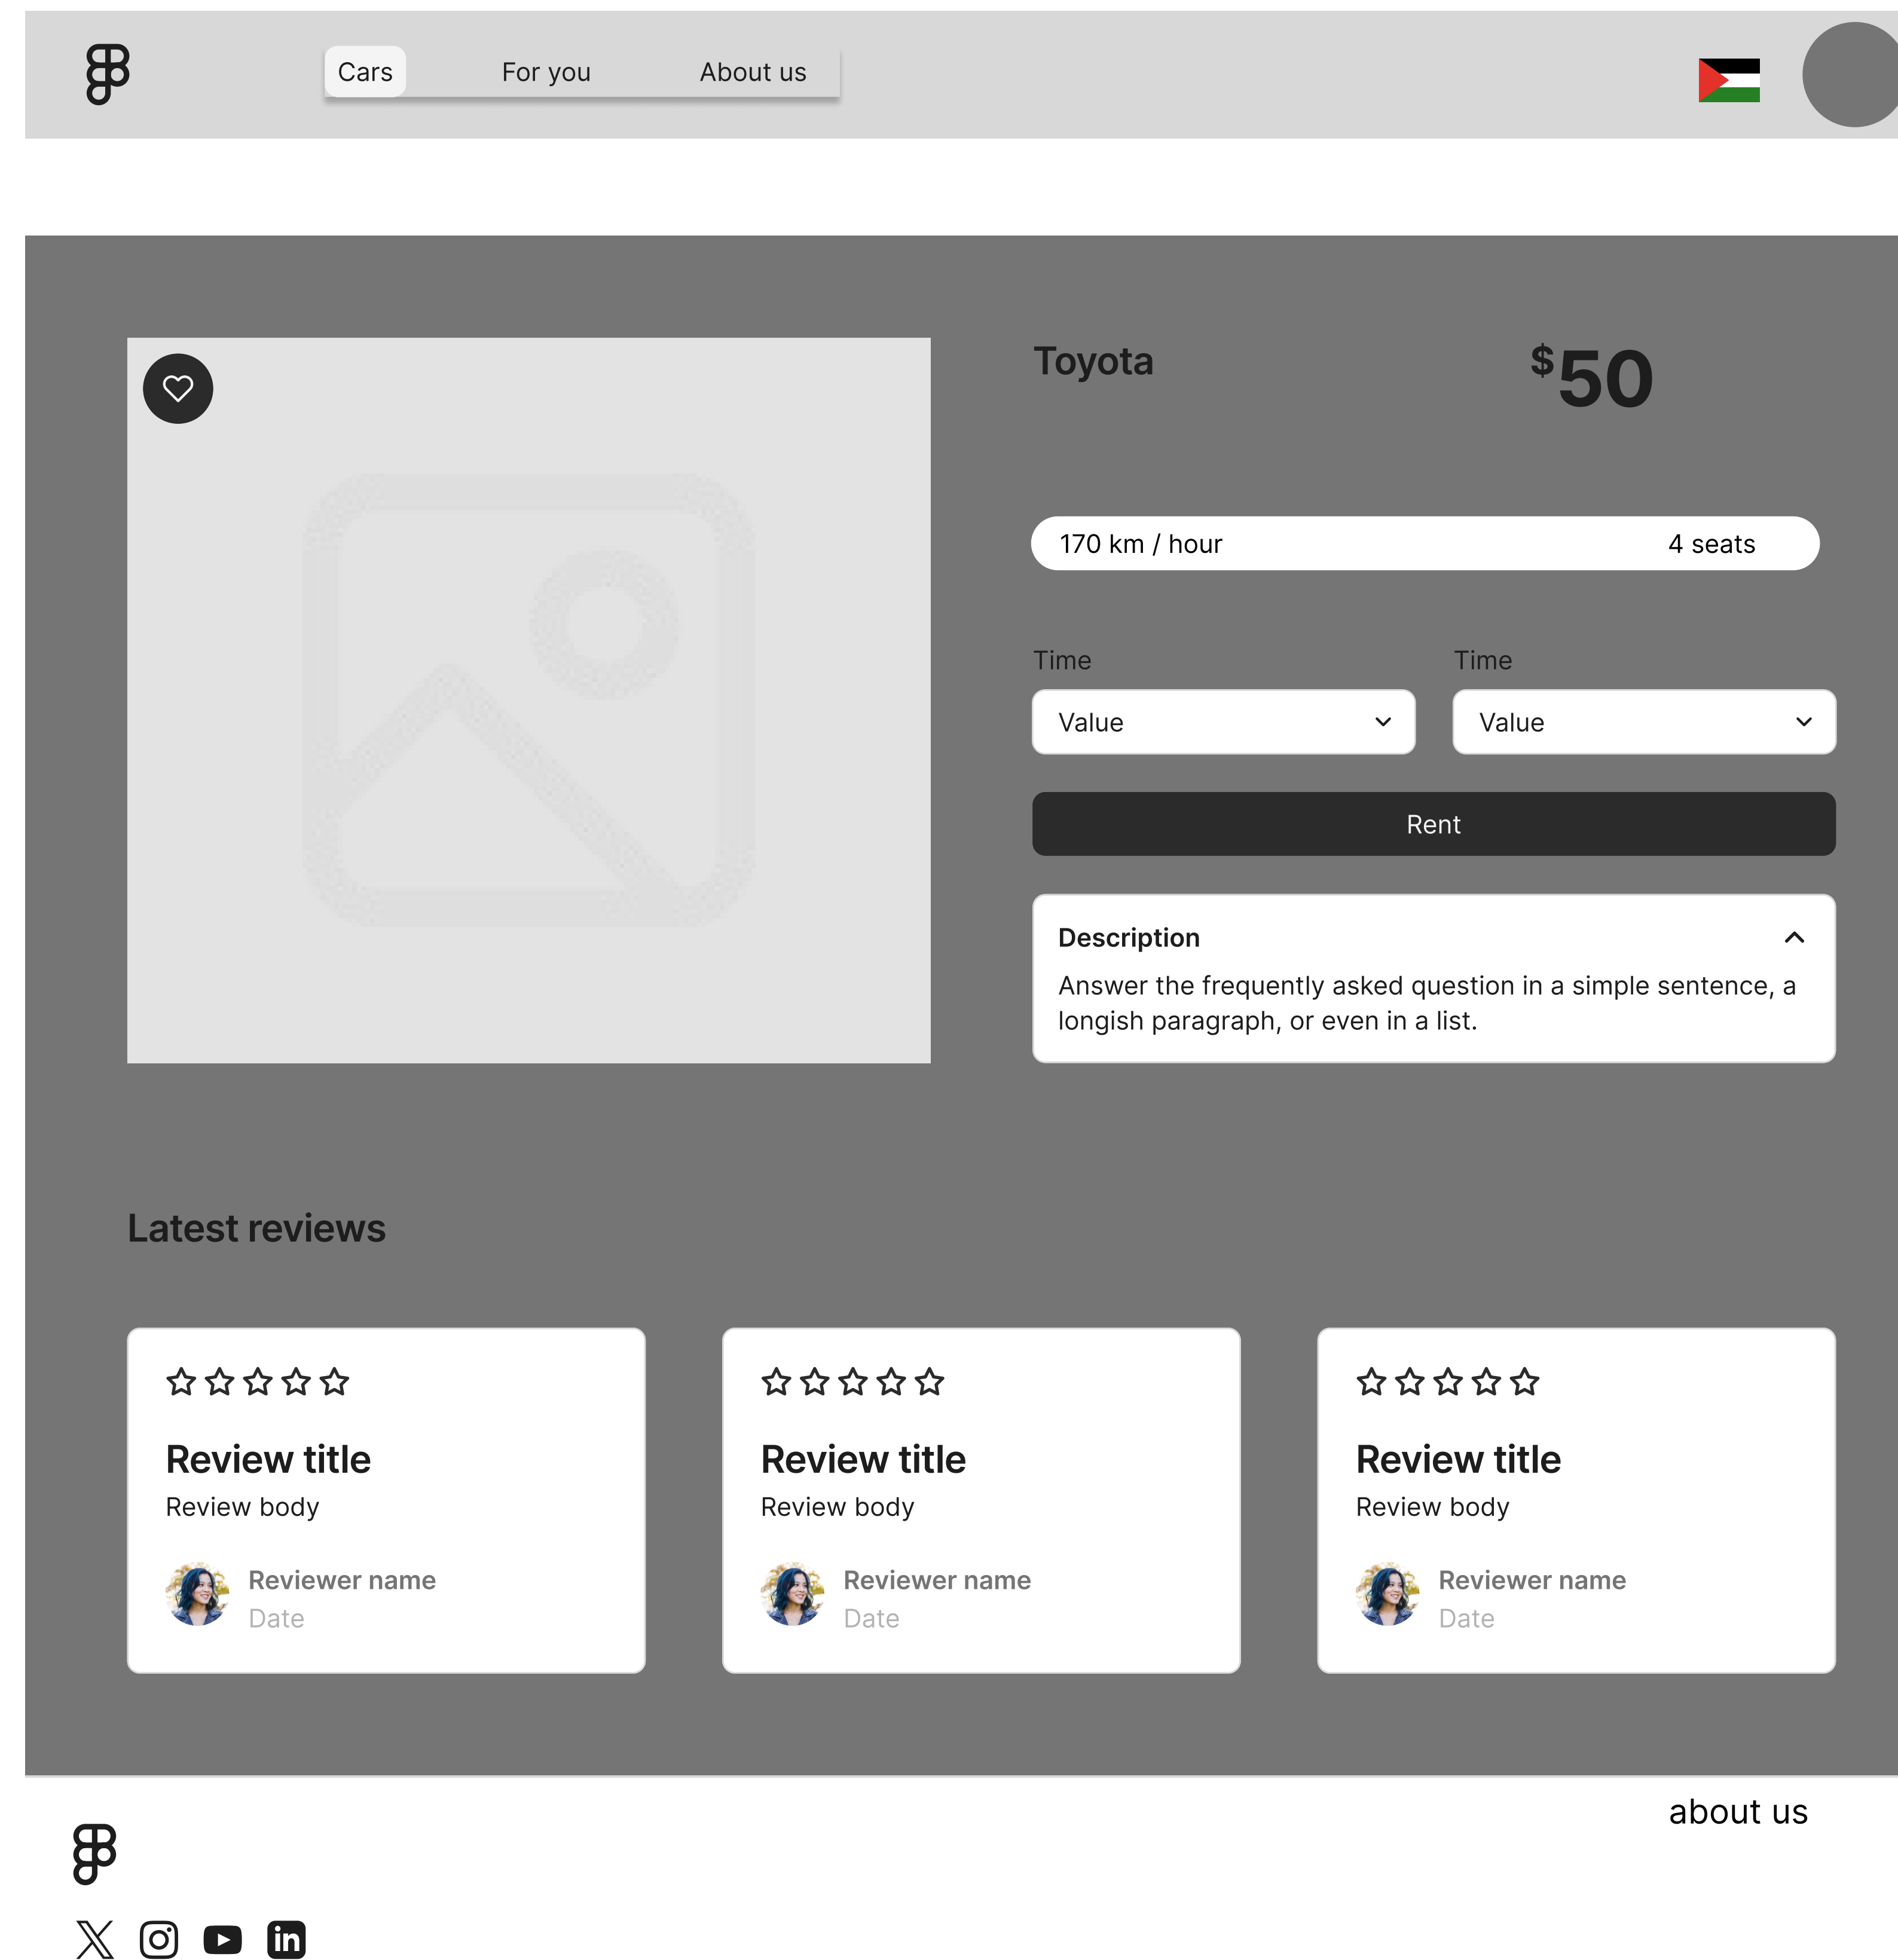 Cars For you About us
Toyota
$50
170 km / hour 4 seats
Time Time
Value Value
Rent
Description
Answer the frequently asked question in a simple sentence, a
longish paragraph, or even in a list.
Latest reviews
Review title
Review body
Reviewer name
Date
Review title
Review body
Reviewer name
Date
Review title
Review body
Reviewer name
Date
about us